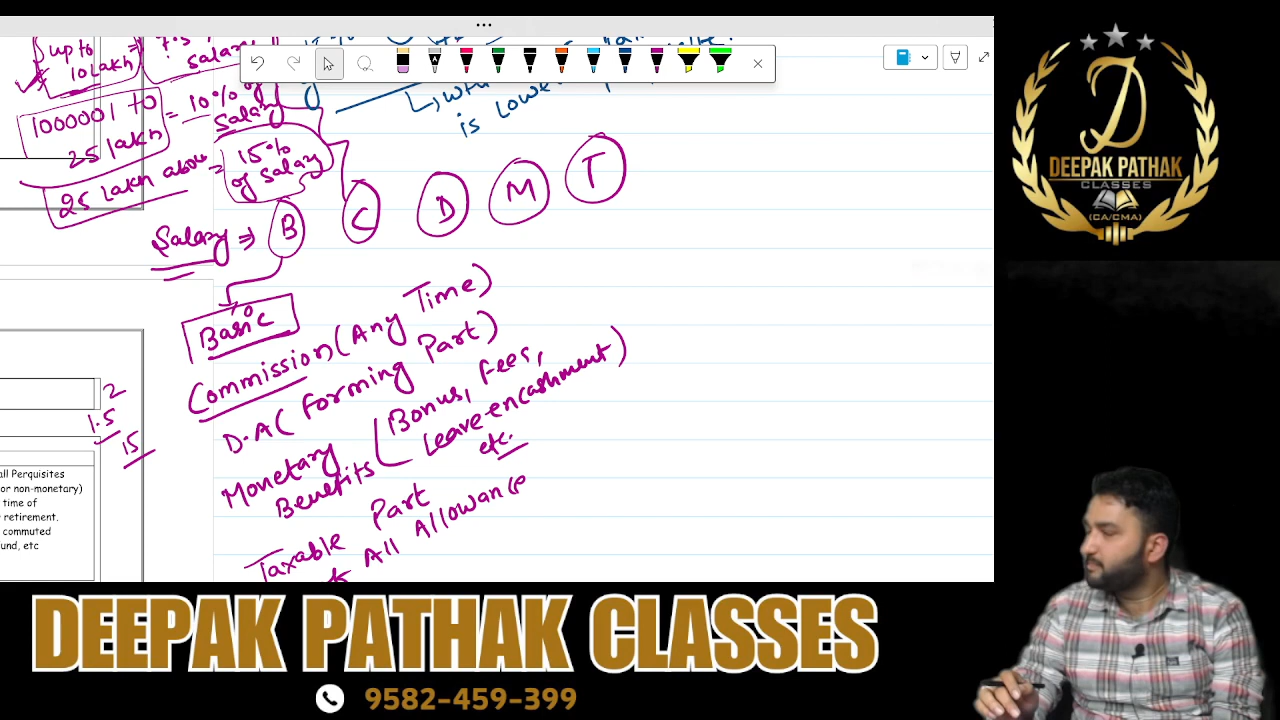 up to
10 lakh
salary
1000001 to
25 lakh
= 10% of
salary
25 lakh above =
15%
of salary
is lowe
Salary ⇒ B C D M T
Basic
Commission (Any Time)
D.A ( forming Part)
Monetary
Benefits
Bonus, Fees,
Leave encashment)
etc.
Taxable Part
All Allowance
2
1.5
15
all Perquisites
or non-monetary)
time of
retirement.
commuted
und, etc
D
DEEPAK PATHAK
CLASSES
(CA/CMA)
DEEPAK PATHAK CLASSES
9582-459-399